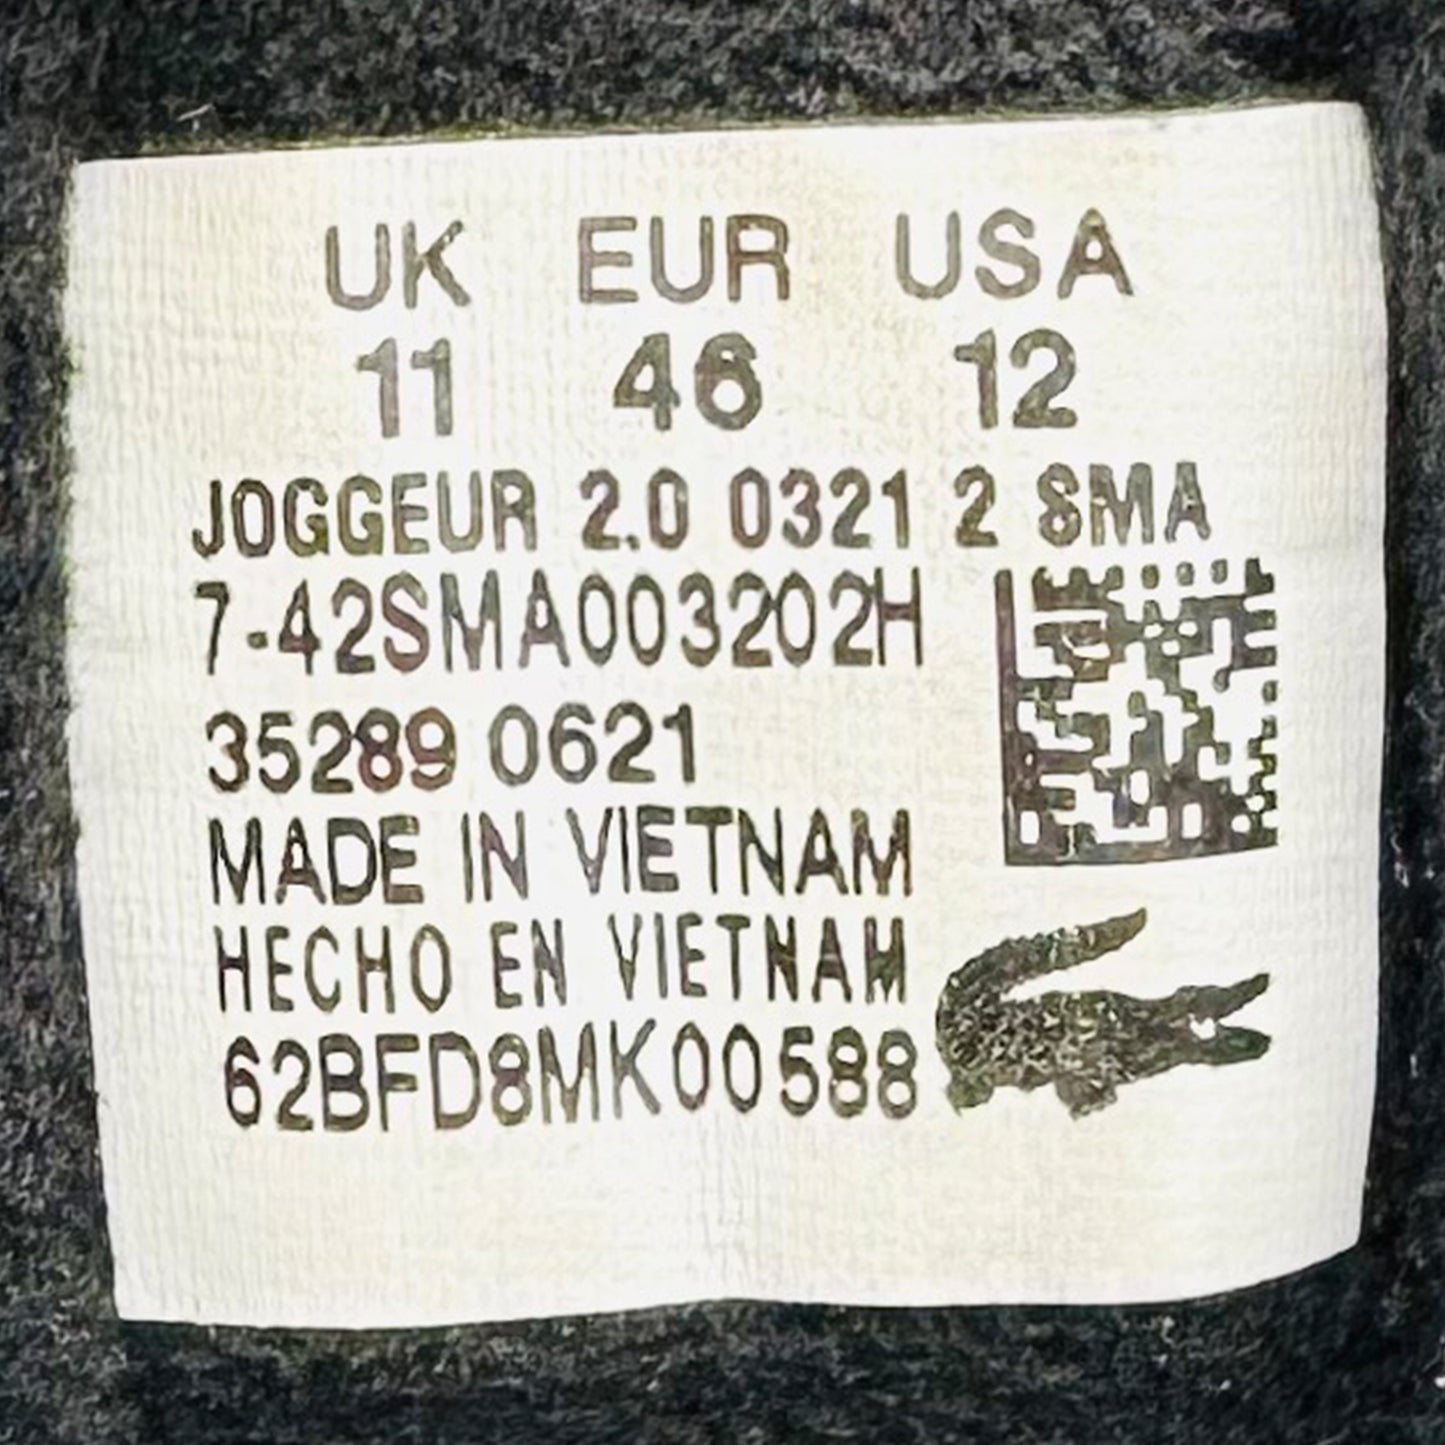 UK EUR USA
11 46 12
JOGGEUR 2.0 0321 2 SMA
7-42SMA003202H
35289 0621
MADE IN VIETNAM
HECHO EN VIETNAM
62BFD8MK00588